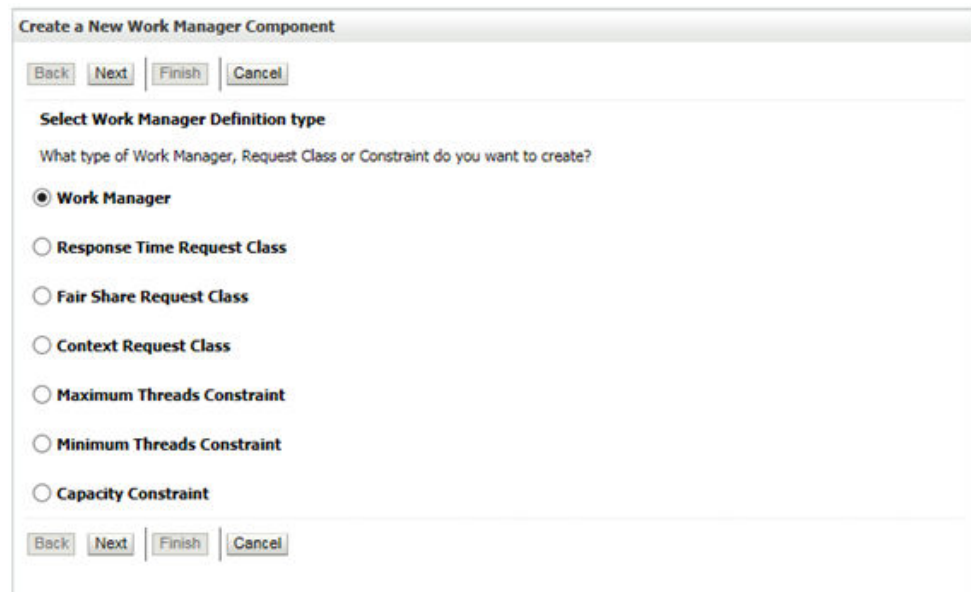 Create a New Work Manager Component
Back Next Finish Cancel
Select Work Manager Definition type
What type of Work Manager, Request Class or Constraint do you want to create?
Work Manager
Response Time Request Class
Fair Share Request Class
Context Request Class
Maximum Threads Constraint
Minimum Threads Constraint
Capacity Constraint
Back Next Finish Cancel